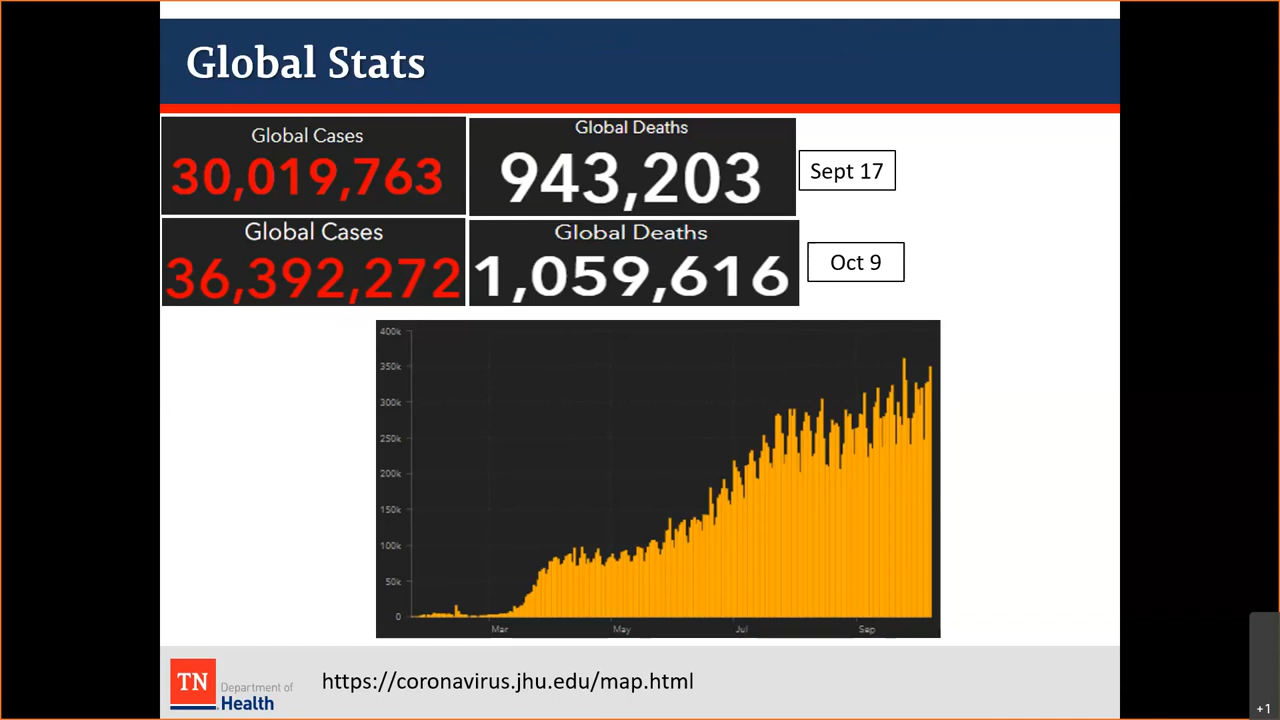 Global Stats
Global Cases
30,019,763
Global Deaths
943,203
Sept 17
Global Cases
36,392,272
Global Deaths
1,059,616
Oct 9
400k
350k
300k
250k
200k
150k
100k
50k
0
Mar May Jul Sep
TN
Department of
Health
https://coronavirus.jhu.edu/map.html
+1